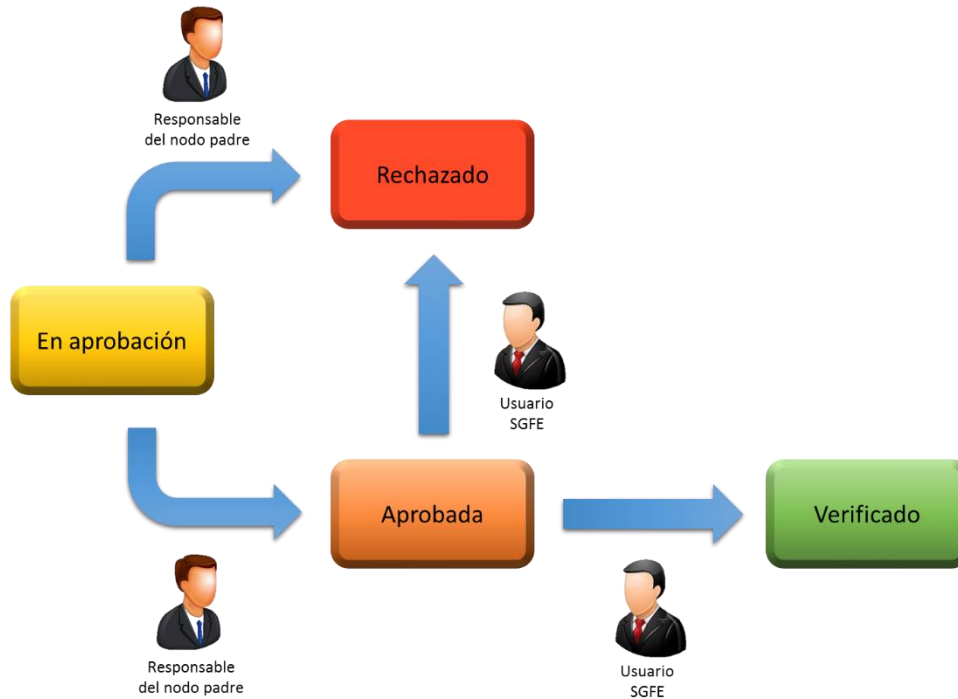 Responsable
del nodo padre
Rechazado
En aprobación
Usuario
SGFE
Aprobada
Verificado
Responsable
del nodo padre
Usuario
SGFE